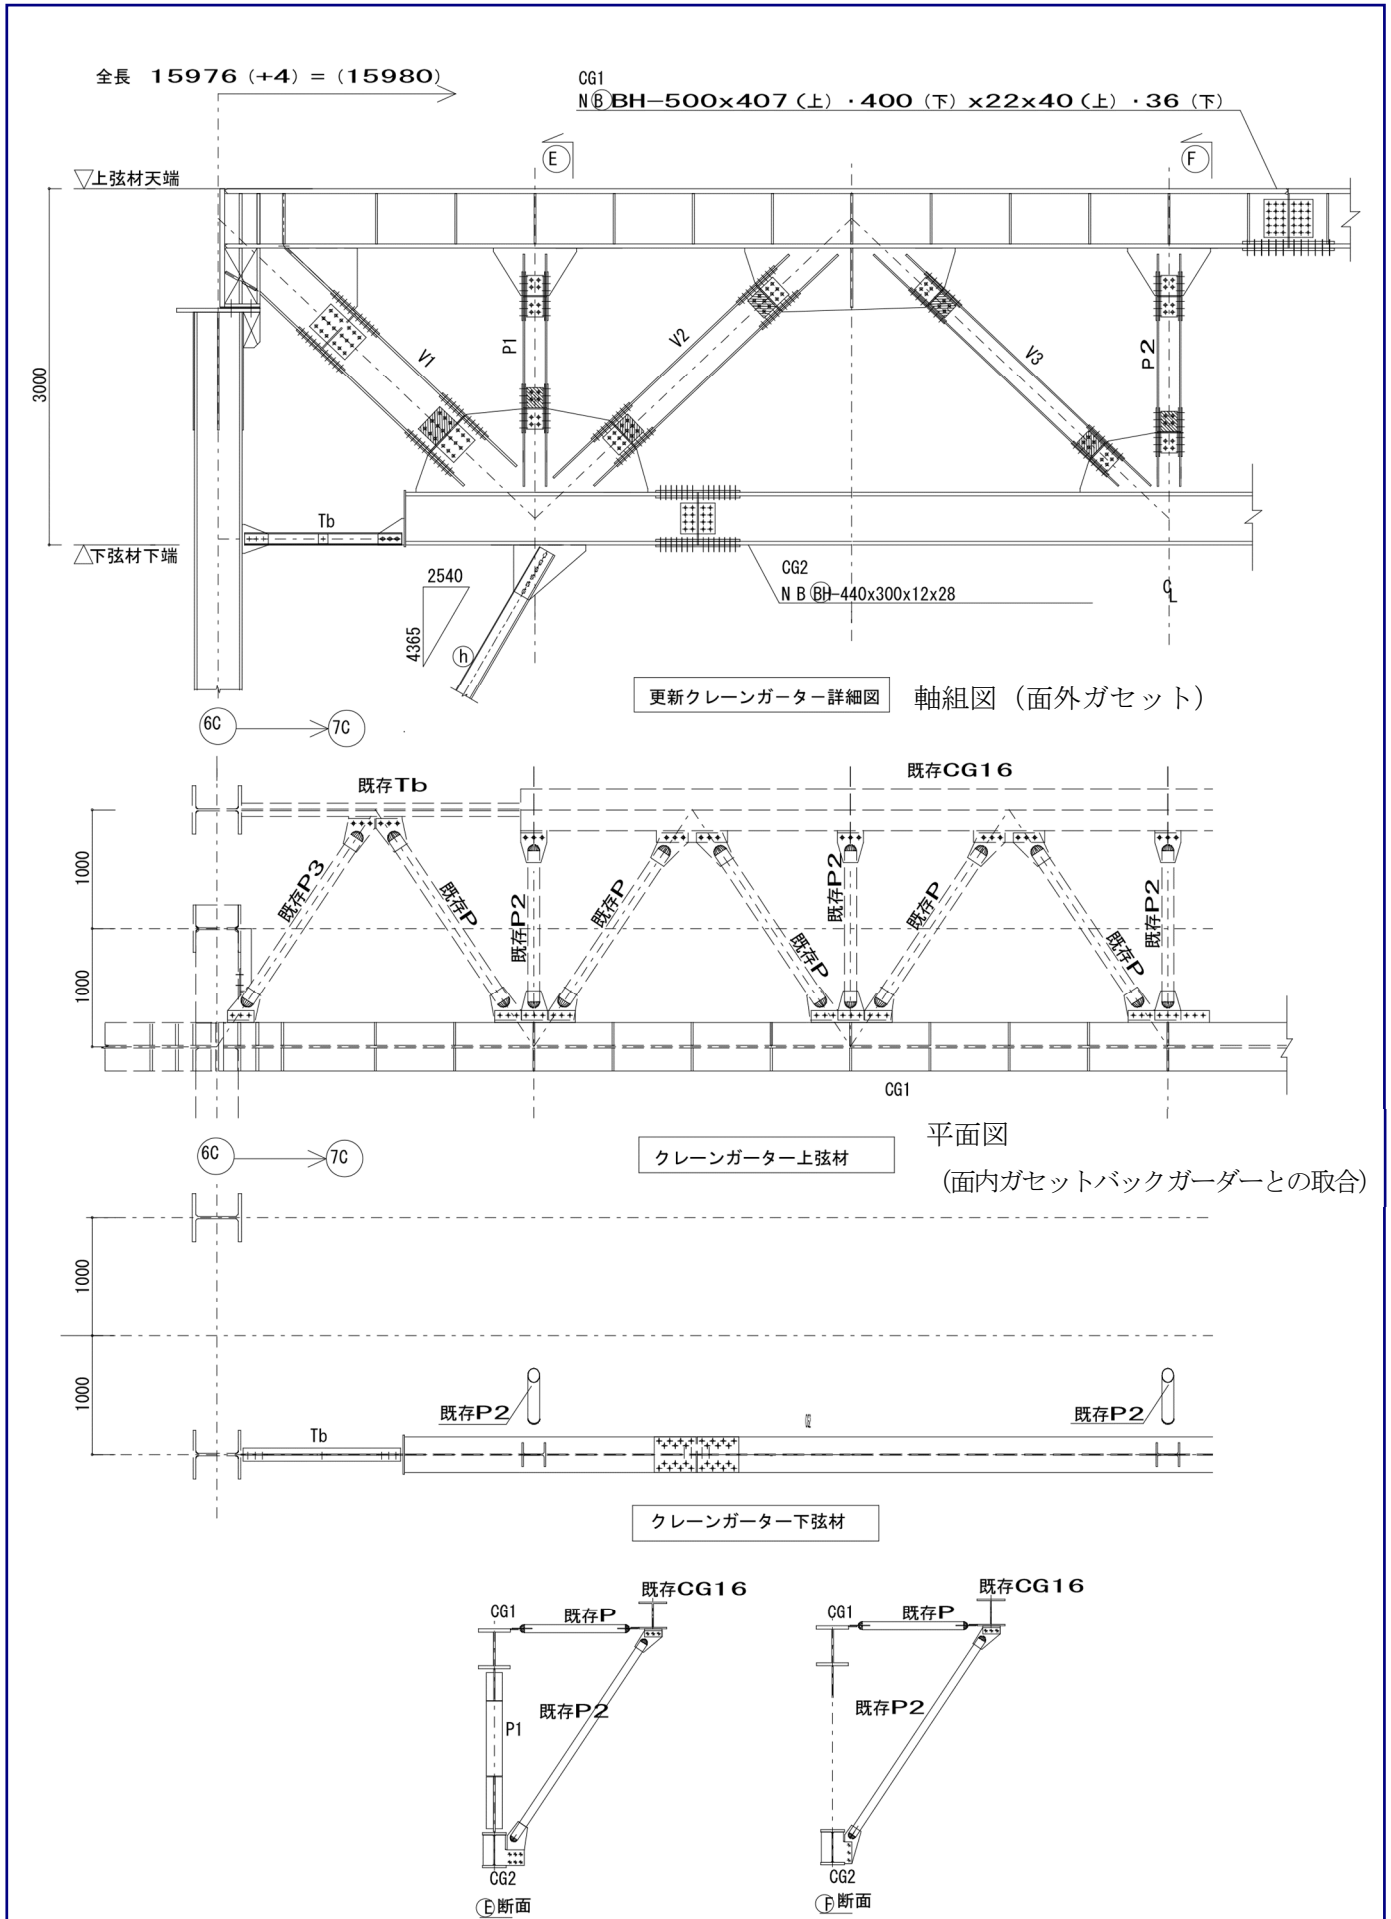 全長 15976(+4)=(15980)
CG1
N Ⓑ BH-500x407(上)・400(下)x22x40(上)・36(下)
Ⓔ
Ⓕ
▽上弦材天端
3000
V1
P1
V2
V3
P2
Tb
△下弦材下端
2540
4365
ⓗ
CG2
N B Ⓑ BH-440x300x12x28
CL
更新クレーンガーター詳細図
軸組図（面外ガセット）
6C
7C
既存Tb
既存CG16
1000
1000
既存P3
既存P
既存P2
既存P
既存P
既存P2
既存P
既存P
既存P2
CG1
平面図
6C
7C
クレーンガーター上弦材
(面内ガセットバックガーダーとの取合)
1000
1000
既存P2
既存P2
Tb
クレーンガーター下弦材
既存CG16
CG1
既存P
既存P2
P1
CG2
Ⓔ断面
既存CG16
CG1
既存P
既存P2
CG2
Ⓕ断面